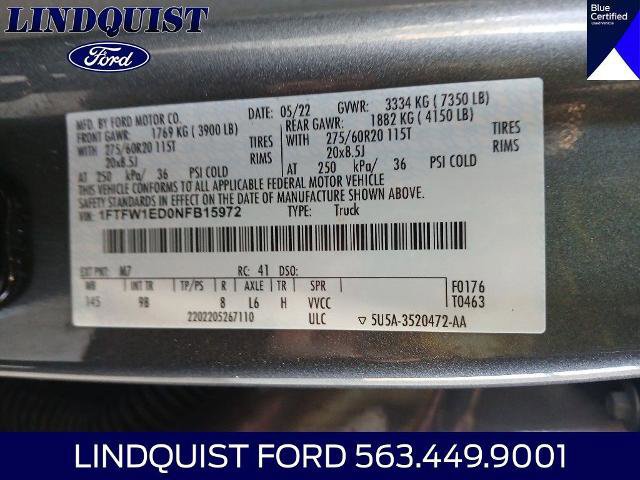 LINDQUIST
Ford
Blue
Certified
Used Vehicle
MFD. BY FORD MOTOR CO.
DATE: 05/22 GVWR: 3334 KG ( 7350 LB)
FRONT GAWR: 1769 KG ( 3900 LB)
REAR GAWR: 1882 KG ( 4150 LB)
WITH 275/60R20 115T TIRES
WITH 275/60R20 115T TIRES
20x8.5J RIMS
20x8.5J RIMS
AT 250 kPa/ 36 PSI COLD
AT 250 kPa/ 36 PSI COLD
THIS VEHICLE CONFORMS TO ALL APPLICABLE FEDERAL MOTOR VEHICLE
SAFETY STANDARDS IN EFFECT ON THE DATE OF MANUFACTURE SHOWN ABOVE.
VIN: 1FTFW1ED0NFB15972 TYPE: Truck
EXT PNT: M7 RC: 41 DSO:
WB INT TR TP/PS R AXLE TR SPR
145 9B 8 L6 H VVCC
F0176
T0463
2202205267110
ULC ▽ 5U5A-3520472-AA
LINDQUIST FORD 563.449.9001